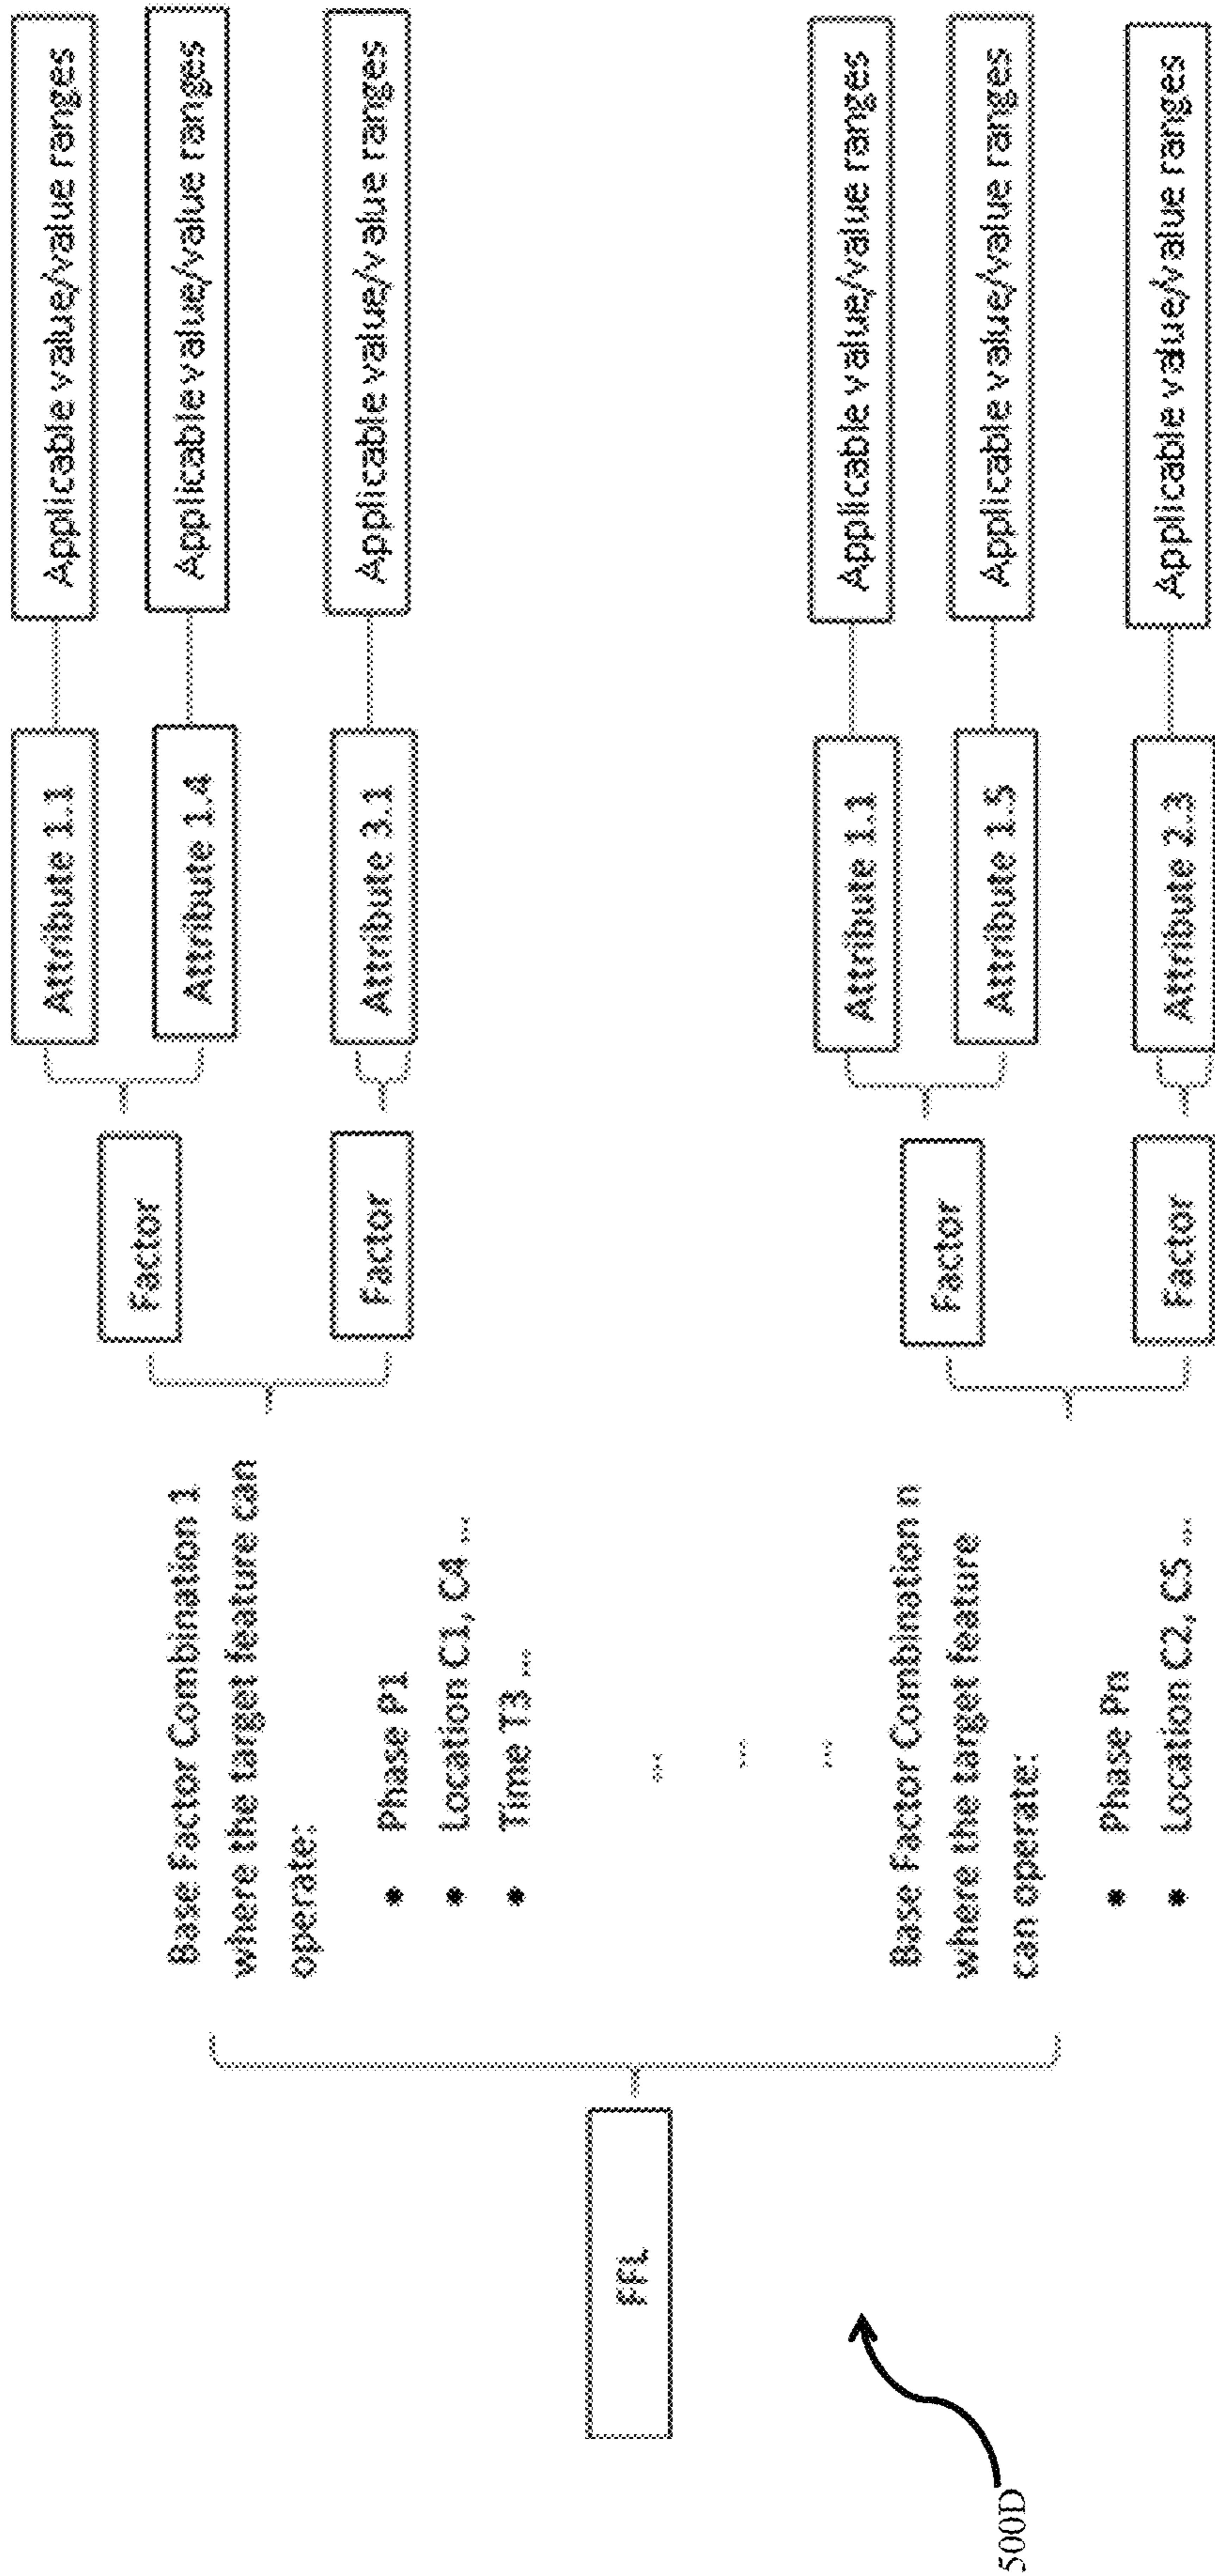 FFL
Base Factor Combination 1
where the target feature can
operate:
• Phase P1
• Location C1, C4 ...
• Time T3 ...
...
...
...
Base Factor Combination n
where the target feature
can operate:
• Phase Pn
• Location C2, C5 ...
Factor
Factor
Factor
Factor
Attribute 1.1
Attribute 1.4
Attribute 3.1
Attribute 1.1
Attribute 1.5
Attribute 2.3
Applicable value/value ranges
Applicable value/value ranges
Applicable value/value ranges
Applicable value/value ranges
Applicable value/value ranges
Applicable value/value ranges
500D